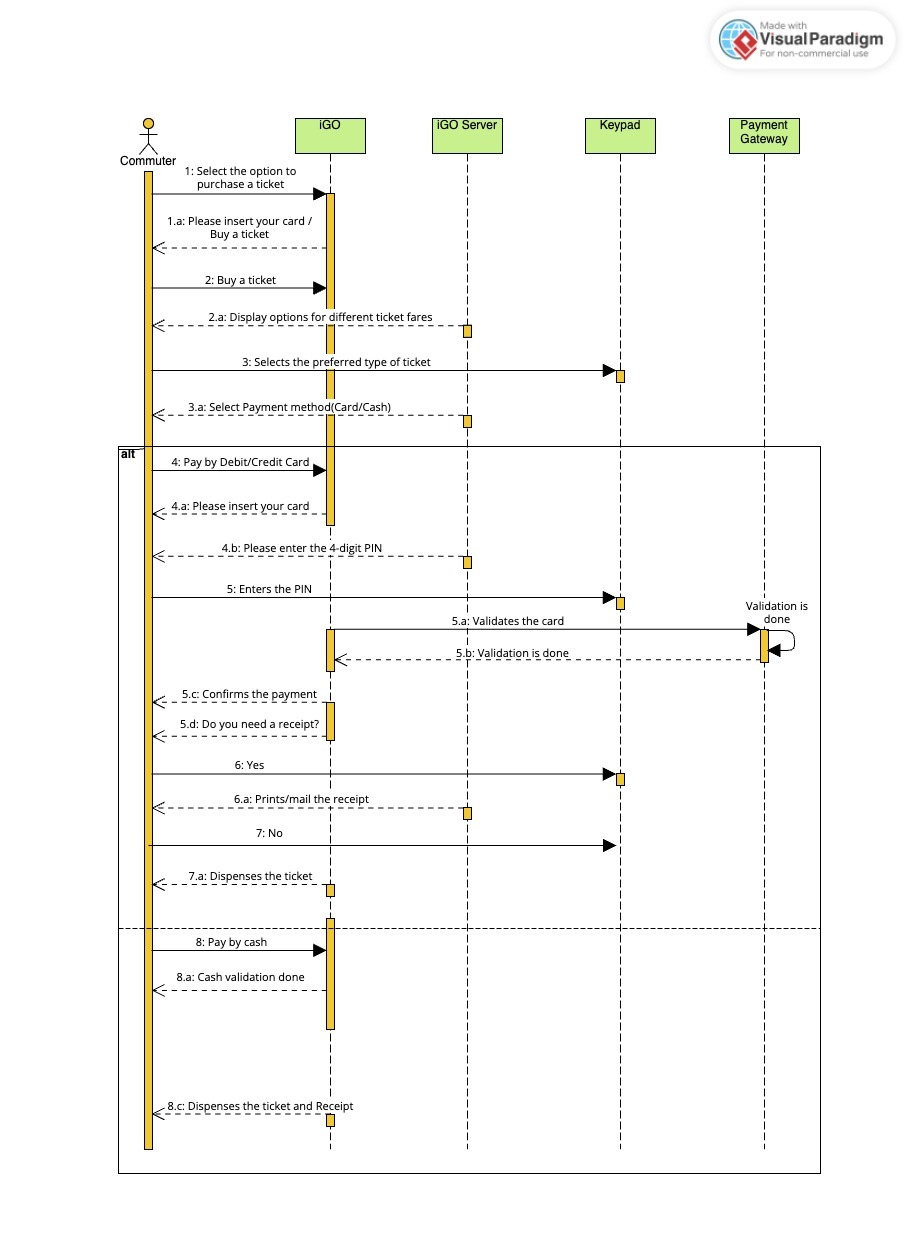 Made with
VisualParadigm
For non-commercial use
iGO
iGO Server
Keypad
Payment
Gateway
Commuter
1: Select the option to
purchase a ticket
1.a: Please insert your card /
Buy a ticket
2: Buy a ticket
2.a: Display options for different ticket fares
3: Selects the preferred type of ticket
3.a: Select Payment method(Card/Cash)
alt
4: Pay by Debit/Credit Card
4.a: Please insert your card
4.b: Please enter the 4-digit PIN
5: Enters the PIN
Validation is
done
5.a: Validates the card
5.b: Validation is done
5.c: Confirms the payment
5.d: Do you need a receipt?
6: Yes
6.a: Prints/mail the receipt
7: No
7.a: Dispenses the ticket
8: Pay by cash
8.a: Cash validation done
8.c: Dispenses the ticket and Receipt